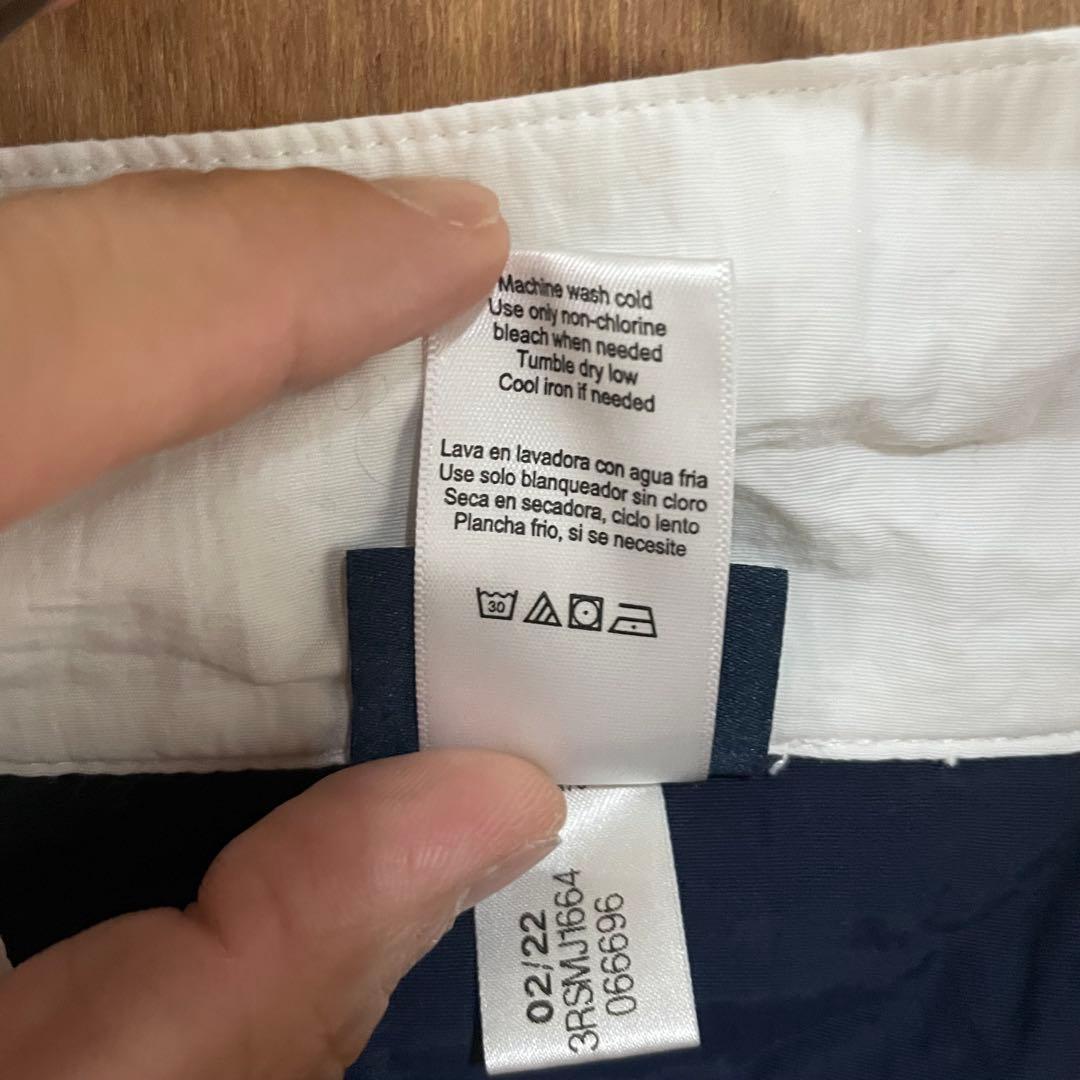 Machine wash cold
Use only non-chlorine
bleach when needed
Tumble dry low
Cool iron if needed
Lava en lavadora con agua fria
Use solo blanqueador sin cloro
Seca en secadora, ciclo lento
Plancha frio, si se necesite
30
02/22
3RSMJ1664
066696